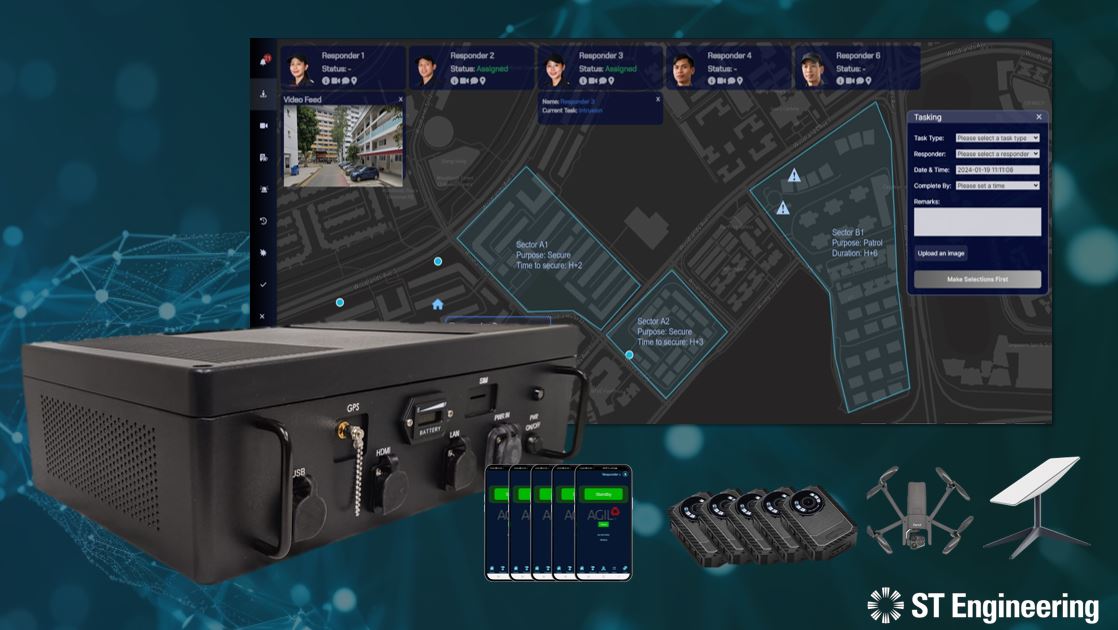 21
Responder 1
Status: -
Responder 2
Status: Assigned
Responder 3
Status: Assigned
Responder 4
Status: -
Responder 6
Status: -
Video Feed
x
Name: Responder 3
x
Current Task: Intrusion
Tasking
Task Type: Please select a task type
Responder: Please select a responder
Date & Time: 2024-01-19 11:11:06
Complete By: Please set a time
Remarks:
Upload an image
Make Selections First
Sector A1
Purpose: Secure
Time to secure: H+2
Sector B1
Purpose: Patrol
Duration: H+6
Sector A2
Purpose: Secure
Time to secure: H+3
GPS
SIM
BATTERY
PWR IN
PWR
ON/OFF
HDMI
LAN
USB
Standby
AGIL
ST Engineering